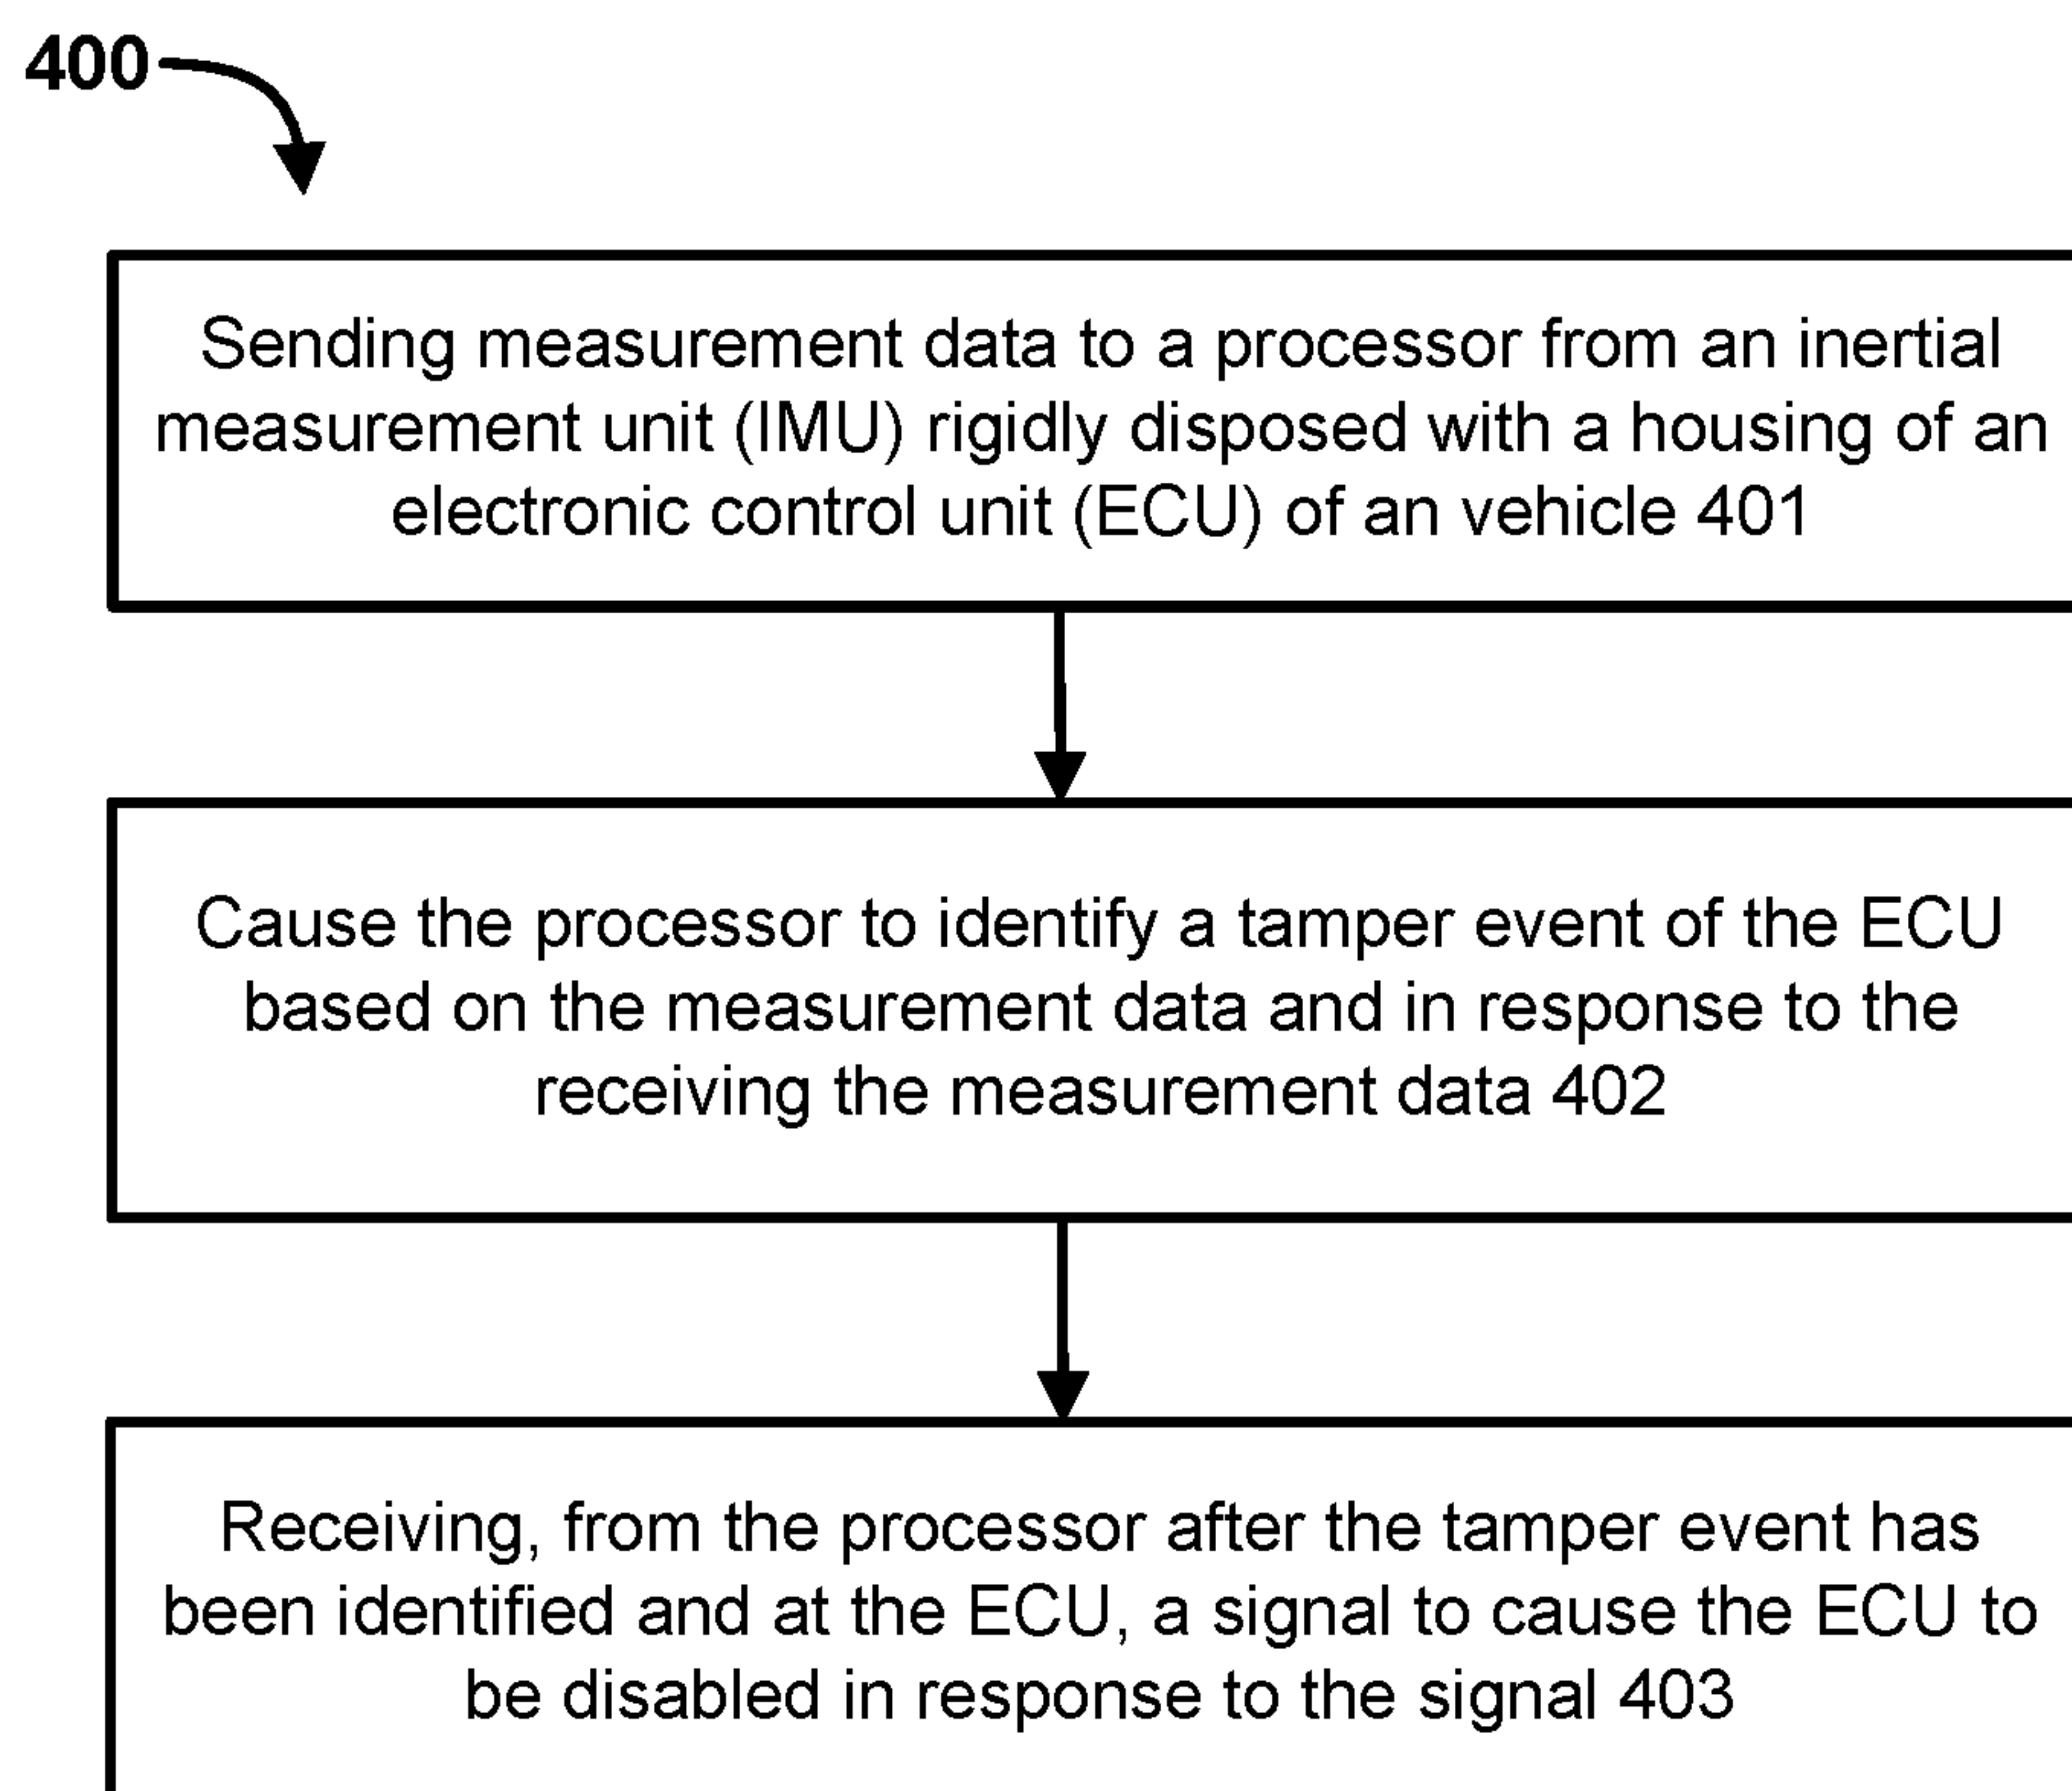 400
Sending measurement data to a processor from an inertial
measurement unit (IMU) rigidly disposed with a housing of an
electronic control unit (ECU) of an vehicle 401
Cause the processor to identify a tamper event of the ECU
based on the measurement data and in response to the
receiving the measurement data 402
Receiving, from the processor after the tamper event has
been identified and at the ECU, a signal to cause the ECU to
be disabled in response to the signal 403